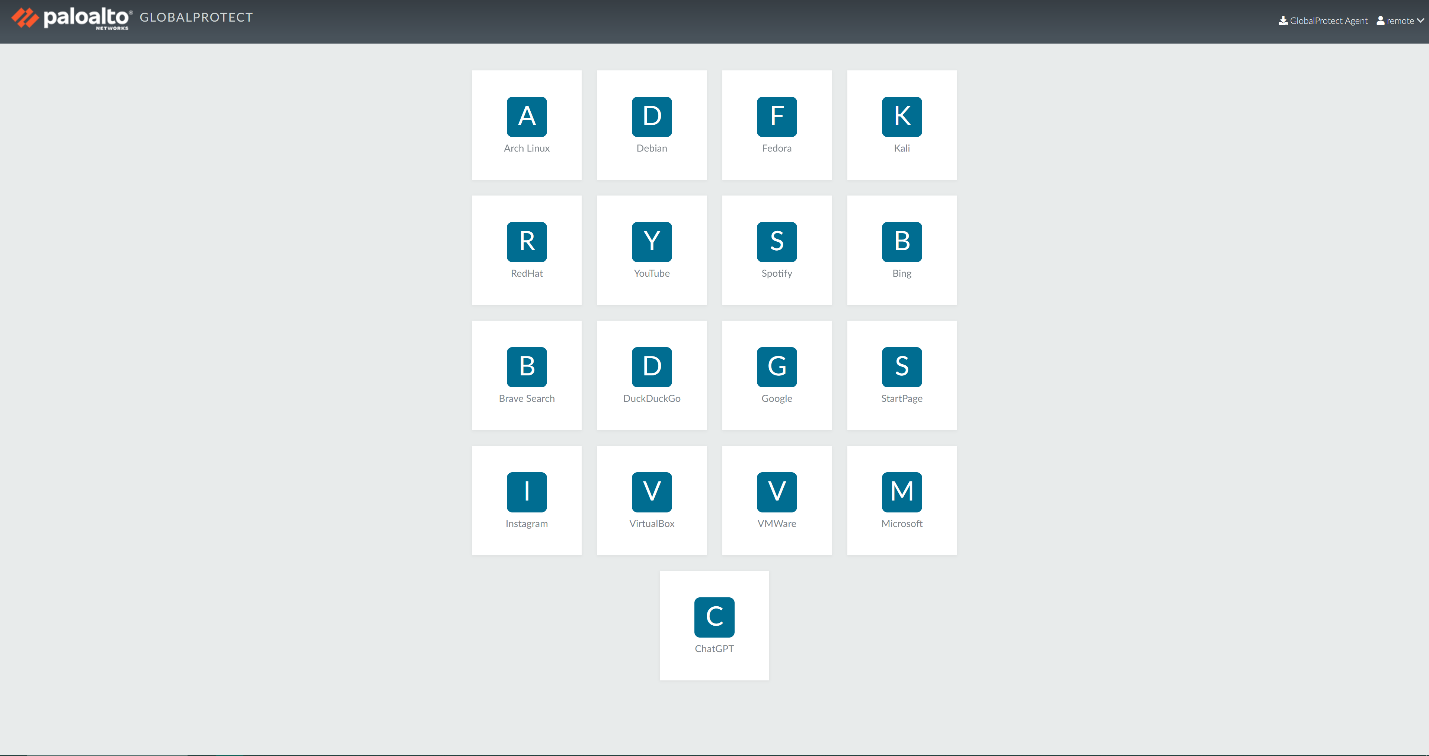 paloalto® GLOBALPROTECT
NETWORKS
GlobalProtect Agent remote
A D F K
Arch Linux Debian Fedora Kali
R Y S B
RedHat YouTube Spotify Bing
B D G S
Brave Search DuckDuckGo Google StartPage
I V V M
Instagram VirtualBox VMWare Microsoft
C
ChatGPT